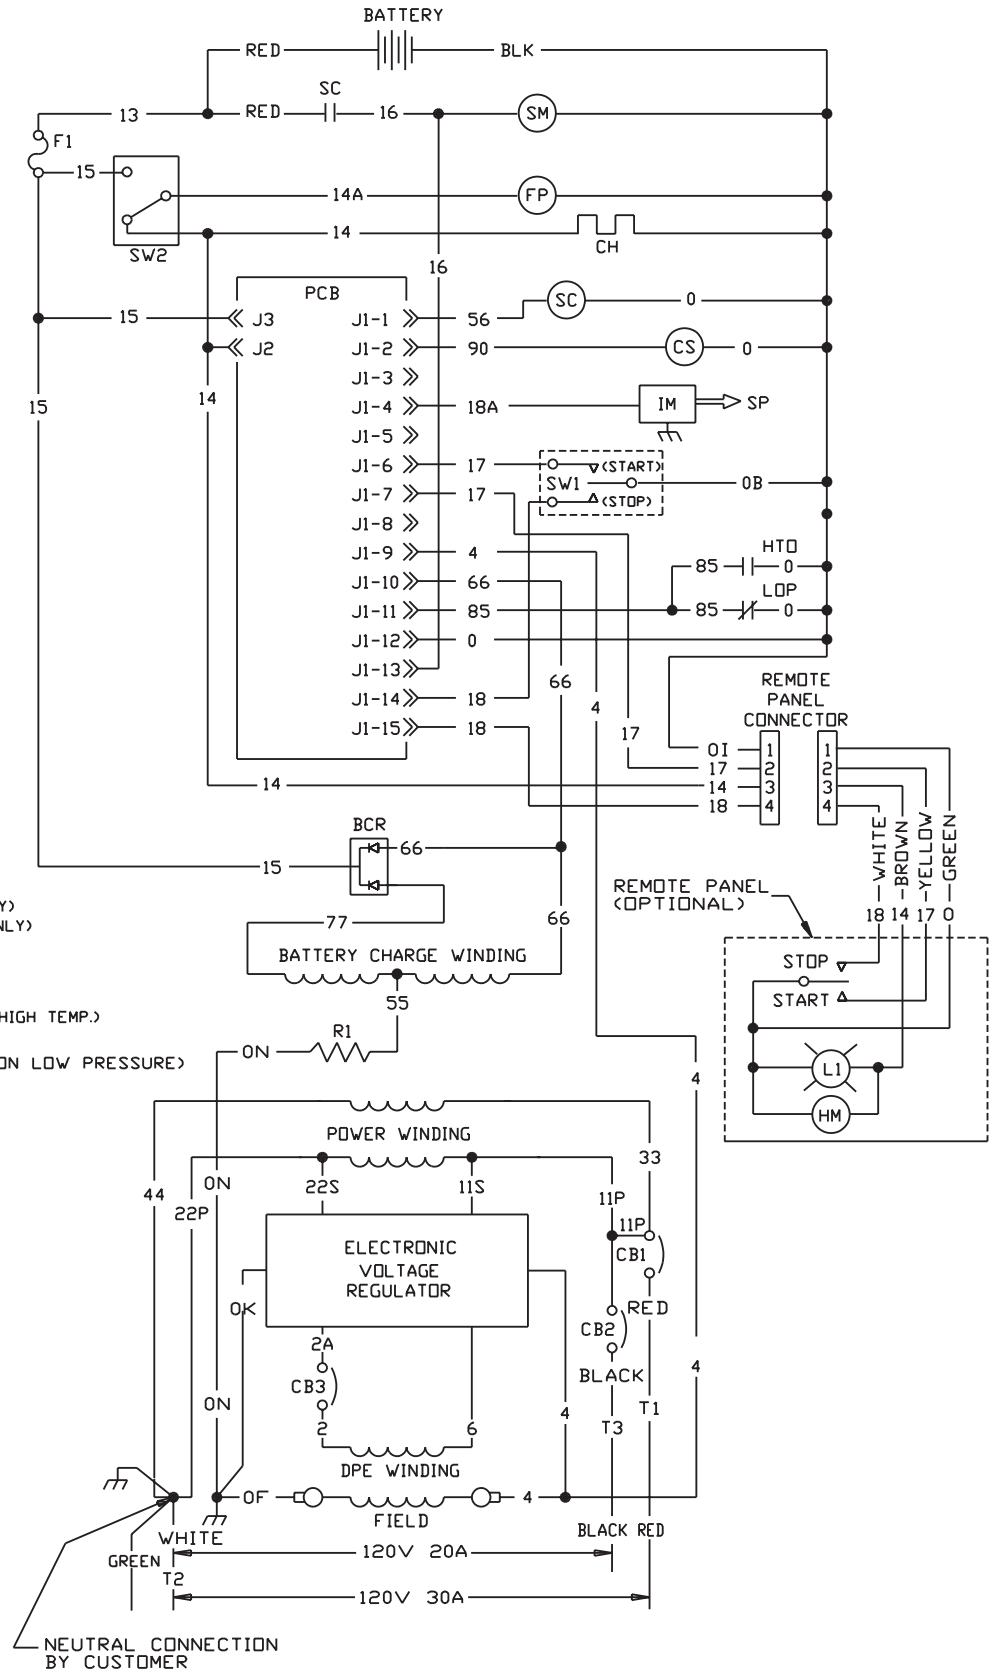 BATTERY
RED BLK
SC
13 RED 16 SM
F1
15
14A FP
14
CH
SW2
16
PCB
SC 0
15 J3 J1-1 56
J2 J1-2 90 CS 0
J1-3
14
15 J1-4 18A IM SP
J1-5
J1-6 17 (START)
SW1 0B
J1-7 17 (STOP)
J1-8
J1-9 4 HTO
85 0
J1-10 66 LOP
J1-11 85 85 0
J1-12 0
J1-13
66 REMOTE
J1-14 18 PANEL
4 CONNECTOR
J1-15 18
17
OI 1 1
17 2 2
14 14 3 3
18 4 4
BCR
66
15
WHITE BROWN YELLOW GREEN
REMOTE PANEL
(OPTIONAL)
Y)
18 14 17 0
NLY)
77 66
BATTERY CHARGE WINDING
STOP
START
55
HIGH TEMP.)
R1
ON
ON LOW PRESSURE)
L1
4
HM
POWER WINDING
33
ON 22S 11S
44 11P
22P
11P
ELECTRONIC
VOLTAGE
REGULATOR
CB1
OK RED
CB2
2A
4
BLACK
CB3
ON
T1
4
2 6 T3
DPE WINDING
OF 4
FIELD
WHITE BLACK RED
120V 20A
GREEN
T2
120V 30A
NEUTRAL CONNECTION
BY CUSTOMER